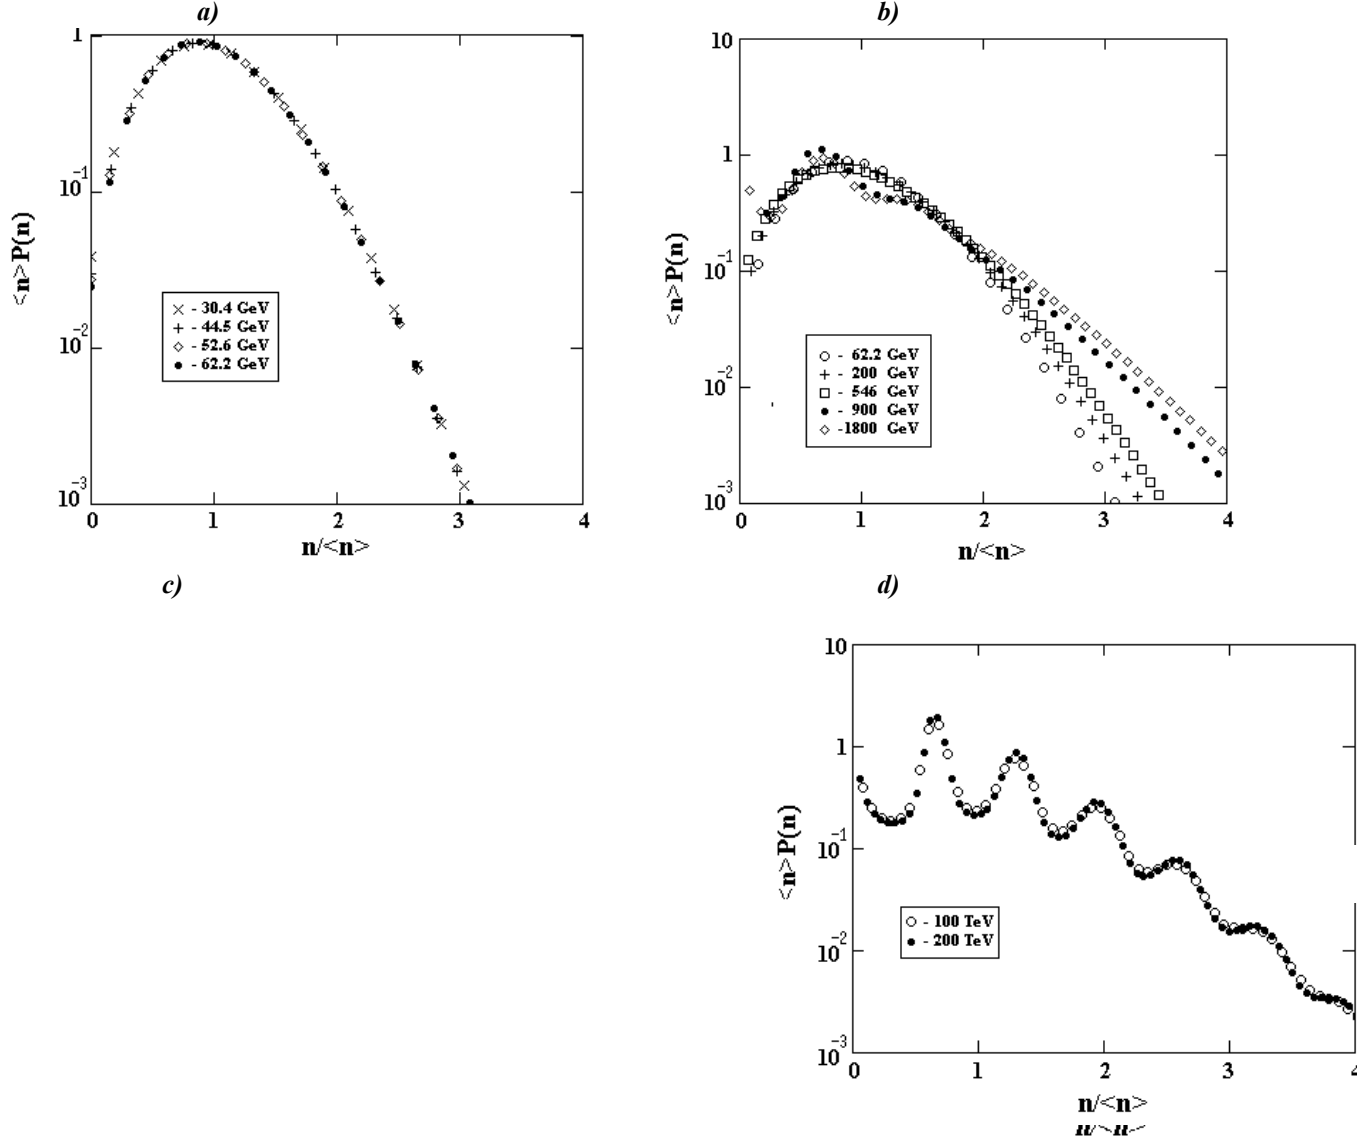 a)
1
10⁻¹
10⁻²
10⁻³
<n>P(n)
× - 30.4 GeV
+ - 44.5 GeV
◇ - 52.6 GeV
● - 62.2 GeV
0 1 2 3 4
n/<n>
b)
10
1
10⁻¹
10⁻²
10⁻³
<n>P(n)
○ - 62.2 GeV
+ - 200 GeV
□ - 546 GeV
● - 900 GeV
◇ -1800 GeV
0 1 2 3 4
n/<n>
c)
d)
10
1
10⁻¹
10⁻²
10⁻³
<n>P(n)
○ - 100 TeV
● - 200 TeV
0 1 2 3 4
n/<n>